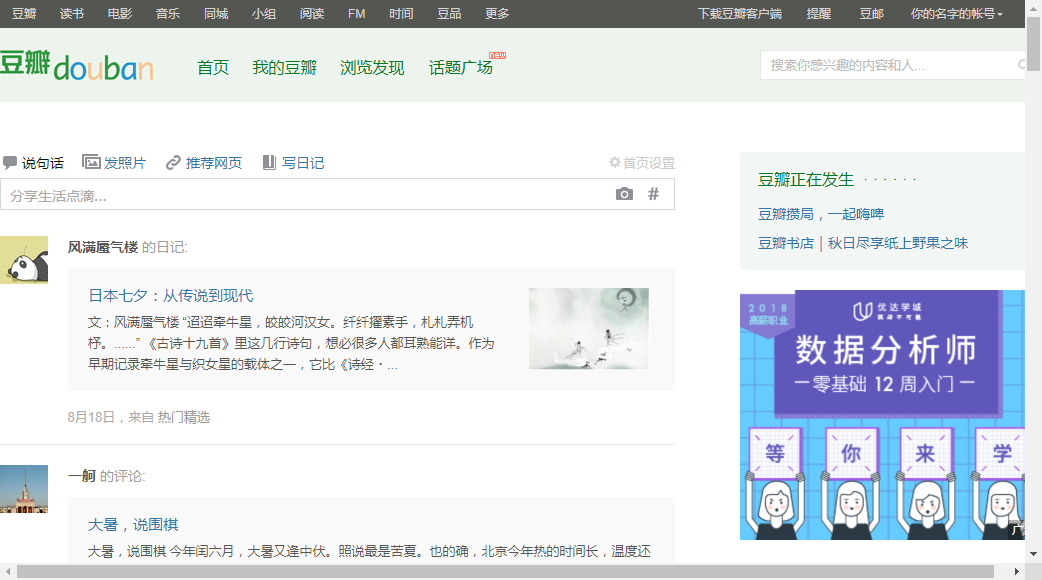 豆瓣 读书 电影 音乐 同城 小组 阅读 FM 时间 豆品 更多 下载豆瓣客户端 提醒 豆邮 你的名字的帐号
豆瓣 douban 首页 我的豆瓣 浏览发现 话题广场 new 搜索你感兴趣的内容和人...
说句话 发照片 推荐网页 写日记 首页设置
分享生活点滴... #
风满蜃气楼 的日记:
日本七夕：从传说到现代
文：风满蜃气楼 “迢迢牵牛星，皎皎河汉女。纤纤擢素手，札札弄机
杼。......” 《古诗十九首》里这几行诗句，想必很多人都耳熟能详。作为
早期记录牵牛星与织女星的载体之一，它比《诗经・...
8月18日，来自 热门精选
一舸 的评论:
大暑，说围棋
大暑，说围棋 今年闰六月，大暑又逢中伏。照说最是苦夏。也的确，北京今年热的时间长，温度还
豆瓣正在发生 · · · · · ·
豆瓣攒局，一起嗨啤
豆瓣书店｜秋日尽享纸上野果之味
2018
高薪职业
优达学城
挑战不可能
数据分析师
一零基础 12 周入门一
等 你 来 学
广